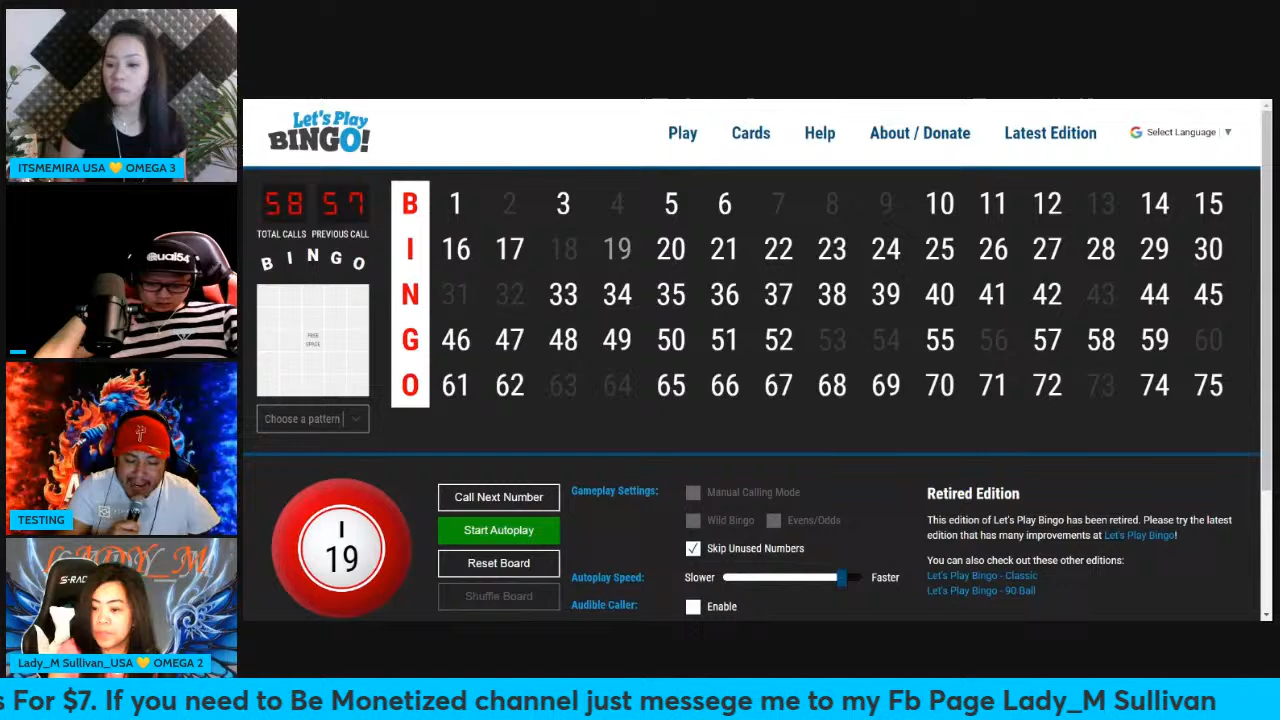 ITSMEMIRA USA 💛 OMEGA 3
QUAI54
TESTING
LADY_M
S-RAC
Lady_M Sullivan_USA 💛 OMEGA 2
Let's Play
BINGO!
Play Cards Help About / Donate Latest Edition Select Language ▼
58 57
TOTAL CALLS PREVIOUS CALL
B I N G O
FREE
SPACE
Choose a pattern
B 1 2 3 4 5 6 7 8 9 10 11 12 13 14 15
I 16 17 18 19 20 21 22 23 24 25 26 27 28 29 30
N 31 32 33 34 35 36 37 38 39 40 41 42 43 44 45
G 46 47 48 49 50 51 52 53 54 55 56 57 58 59 60
O 61 62 63 64 65 66 67 68 69 70 71 72 73 74 75
I
19
Call Next Number
Start Autoplay
Reset Board
Shuffle Board
Gameplay Settings:
Manual Calling Mode
Wild Bingo Evens/Odds
Skip Unused Numbers
Autoplay Speed: Slower Faster
Audible Caller: Enable
Retired Edition
This edition of Let's Play Bingo has been retired. Please try the latest
edition that has many improvements at Let's Play Bingo!
You can also check out these other editions:
Let's Play Bingo - Classic
Let's Play Bingo - 90 Ball
s For $7. If you need to Be Monetized channel just messege me to my Fb Page Lady_M Sullivan